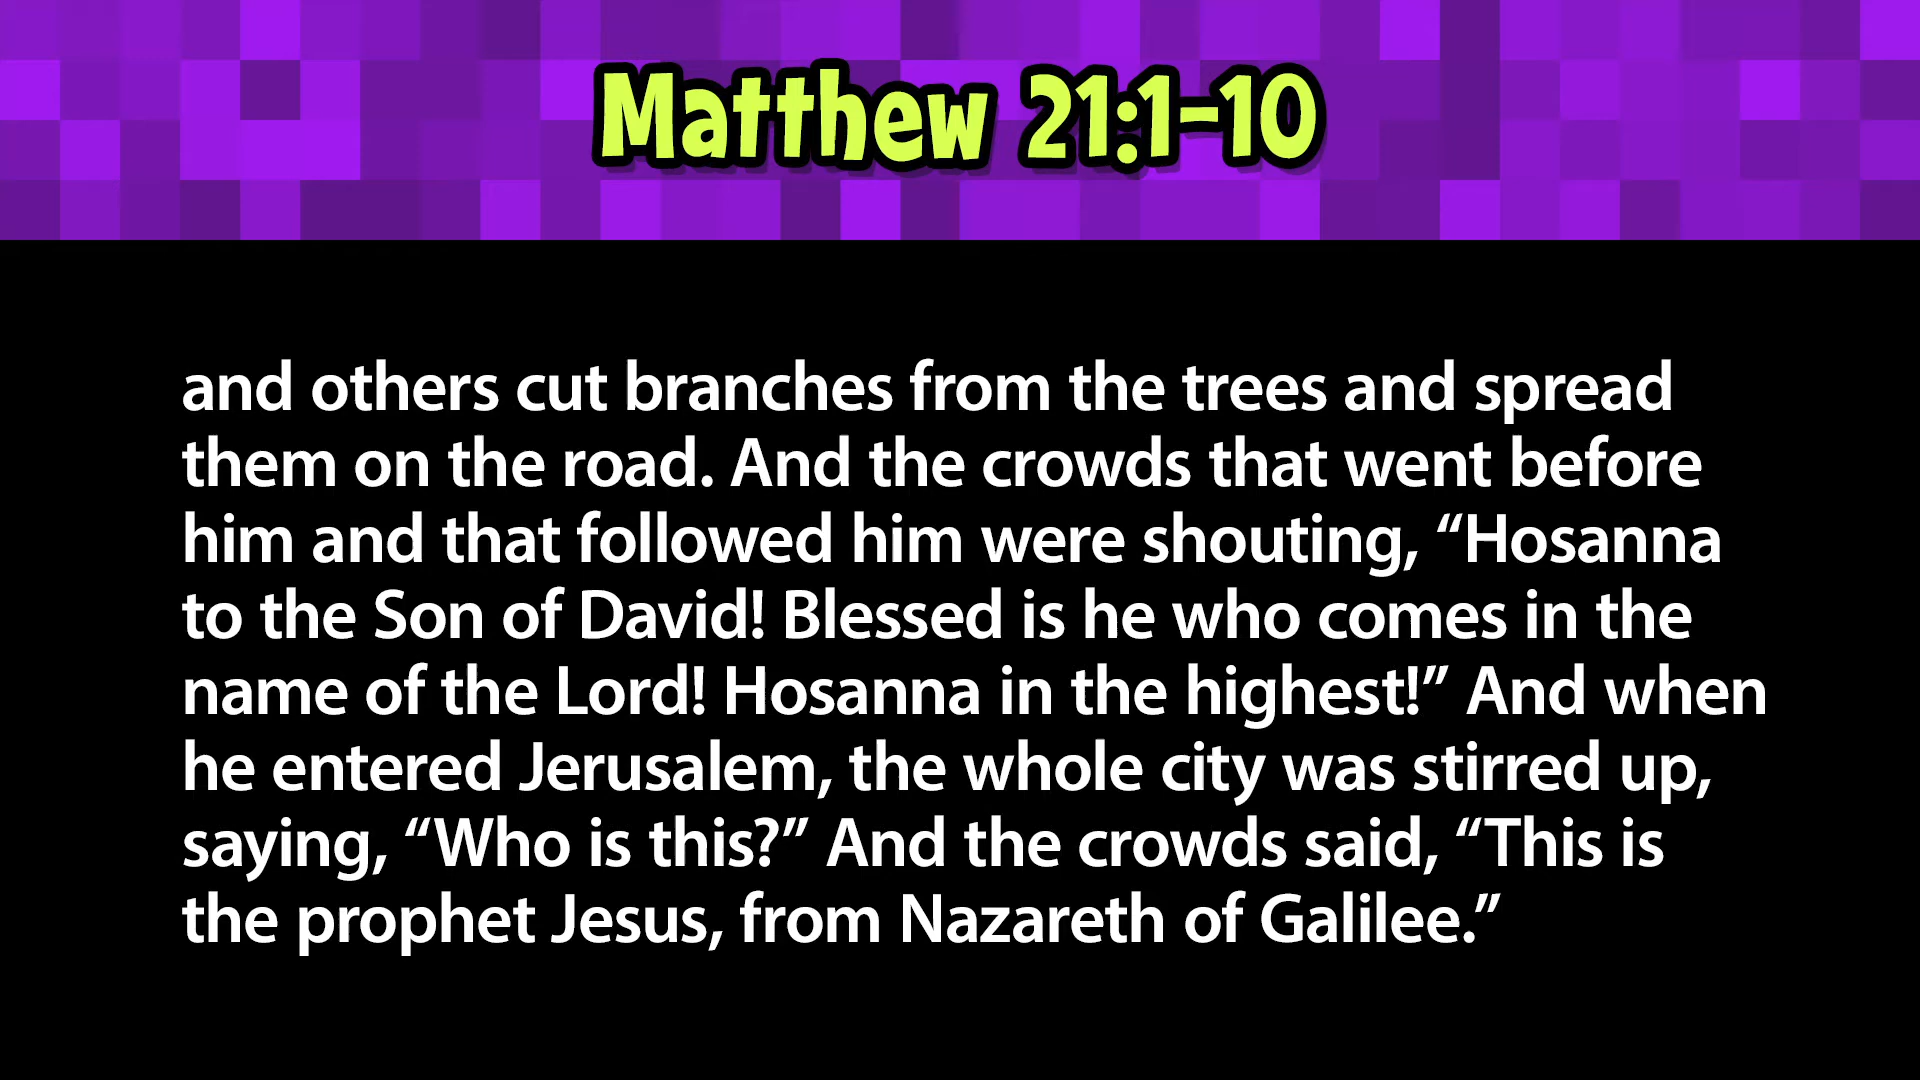 Matthew 21:1-10
and others cut branches from the trees and spread
them on the road. And the crowds that went before
him and that followed him were shouting, “Hosanna
to the Son of David! Blessed is he who comes in the
name of the Lord! Hosanna in the highest!” And when
he entered Jerusalem, the whole city was stirred up,
saying, “Who is this?” And the crowds said, “This is
the prophet Jesus, from Nazareth of Galilee.”